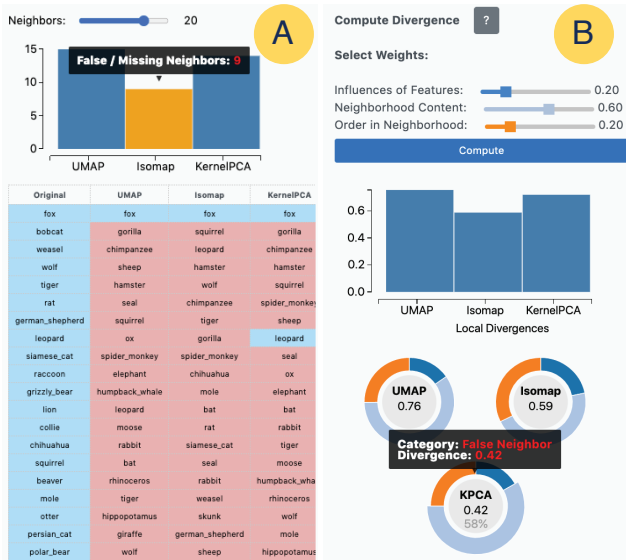 Neighbors: 20
A
False / Missing Neighbors: 9
15
10
5
0
UMAP Isomap KernelPCA
Original UMAP Isomap KernelPCA
fox fox fox fox
bobcat gorilla squirrel gorilla
weasel chimpanzee leopard chimpanzee
wolf sheep hamster hamster
tiger hamster wolf squirrel
rat seal chimpanzee spider_monkey
german_shepherd squirrel tiger sheep
leopard ox gorilla leopard
siamese_cat spider_monkey spider_monkey seal
raccoon elephant chihuahua ox
grizzly_bear humpback_whale mole elephant
lion leopard bat bat
collie moose rat rabbit
chihuahua rabbit siamese_cat tiger
squirrel bat seal moose
beaver rhinoceros rabbit humpback_wha
mole tiger weasel rhinoceros
otter hippopotamus skunk wolf
persian_cat giraffe german_shepherd mole
polar_bear wolf sheep hippopotamus
Compute Divergence ?
B
Select Weights:
Influences of Features: 0.20
Neighborhood Content: 0.60
Order in Neighborhood: 0.20
Compute
0.6
0.4
0.2
0.0
UMAP Isomap KernelPCA
Local Divergences
UMAP
0.76
Isomap
0.59
Category: False Neighbor
Divergence: 0.42
KPCA
0.42
58%